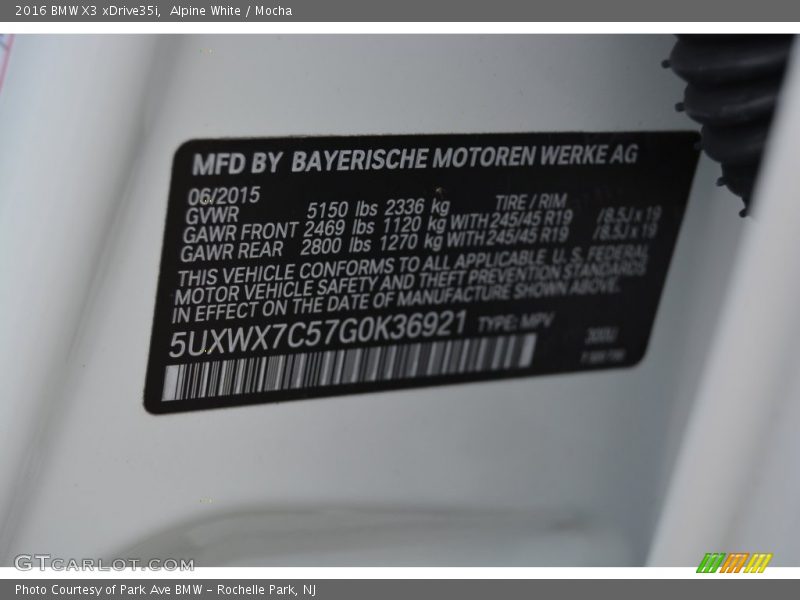 2016 BMW X3 xDrive35i, Alpine White / Mocha
MFD BY BAYERISCHE MOTOREN WERKE AG
06/2015 TIRE / RIM
GVWR 5150 lbs 2336 kg
GAWR FRONT 2469 lbs 1120 kg WITH 245/45 R19 /8.5J x 19
GAWR REAR 2800 lbs 1270 kg WITH 245/45 R19 /8.5J x 19
THIS VEHICLE CONFORMS TO ALL APPLICABLE U. S. FEDERAL
MOTOR VEHICLE SAFETY AND THEFT PREVENTION STANDARDS
IN EFFECT ON THE DATE OF MANUFACTURE SHOWN ABOVE.
5UXWX7C57G0K36921 TYPE: MPV
GTCARLOT.COM
Photo Courtesy of Park Ave BMW - Rochelle Park, NJ